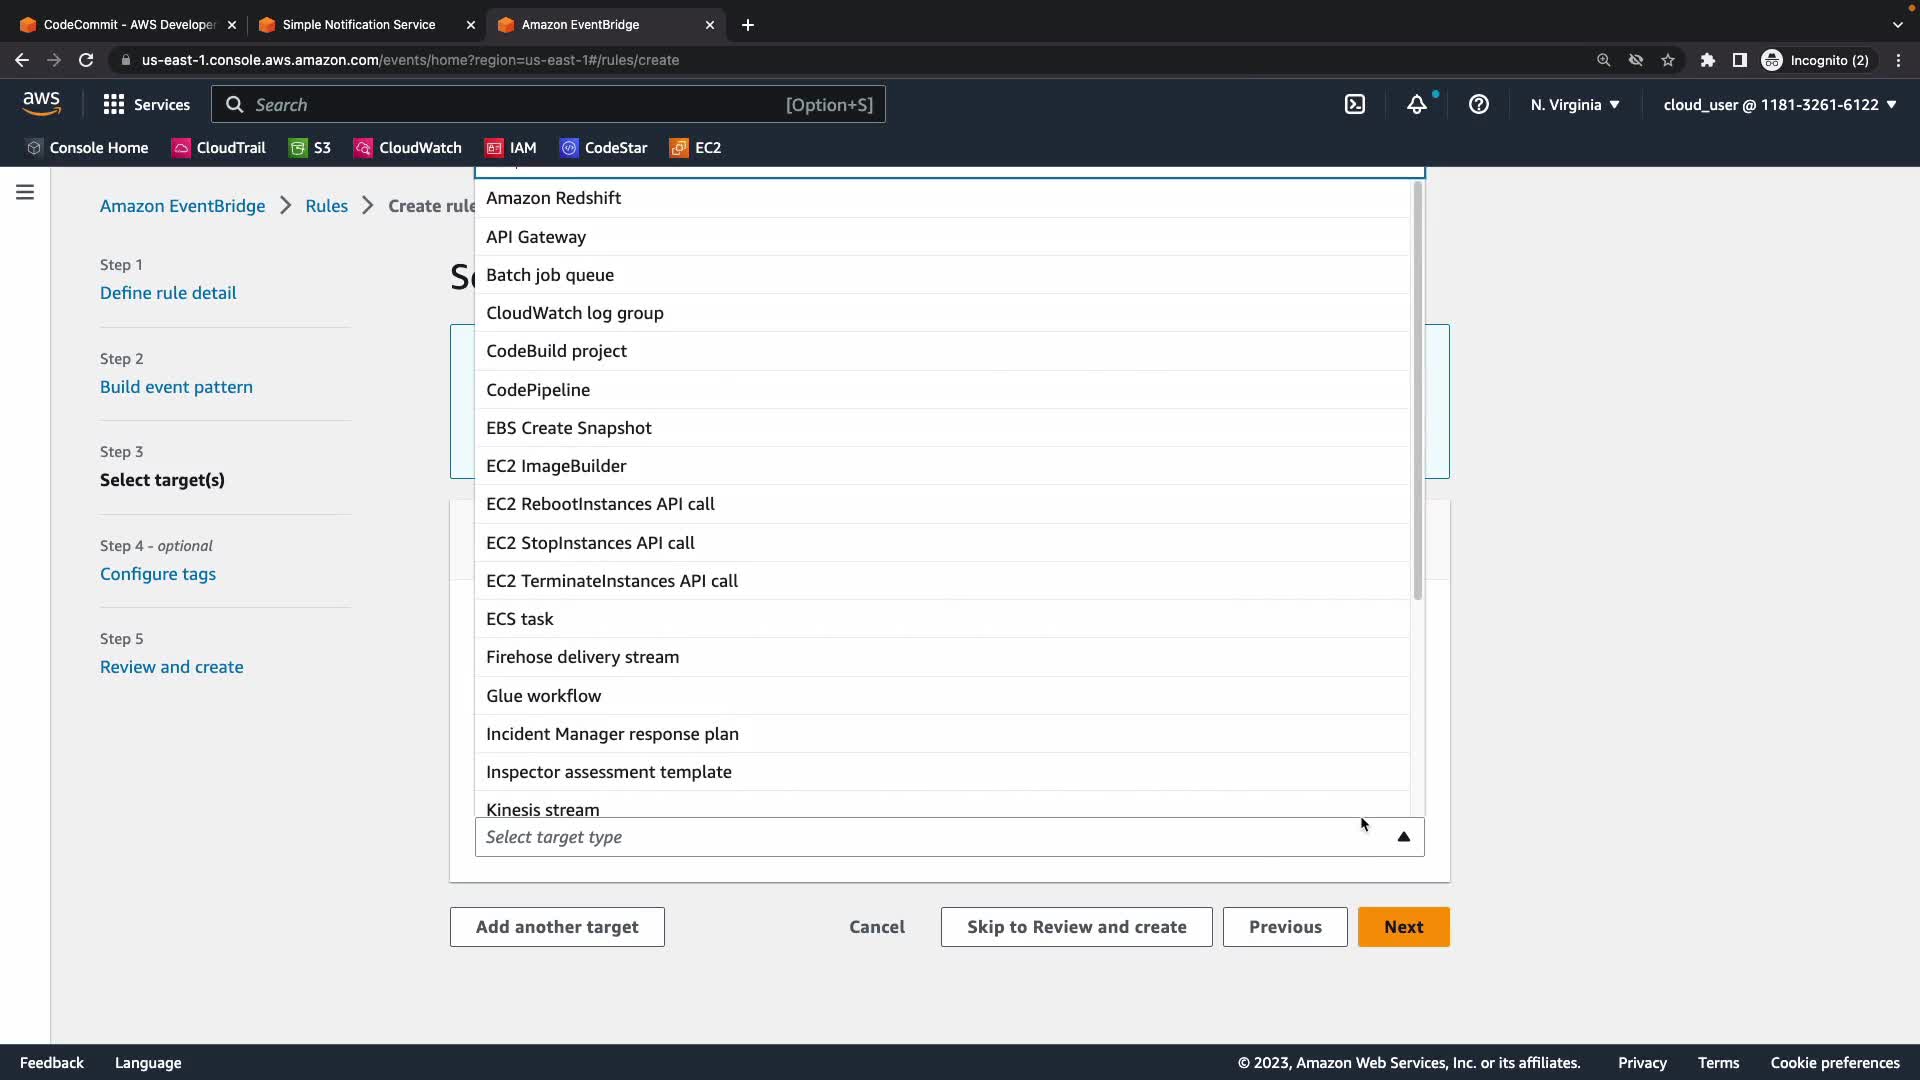 CodeCommit - AWS Developer
Simple Notification Service
Amazon EventBridge
us-east-1.console.aws.amazon.com/events/home?region=us-east-1#/rules/create
Incognito (2)
aws
Services
Search
[Option+S]
N. Virginia
cloud_user @ 1181-3261-6122
Console Home
CloudTrail
S3
CloudWatch
IAM
CodeStar
EC2
Amazon EventBridge
Rules
Create rule
Step 1
Define rule detail
Step 2
Build event pattern
Step 3
Select target(s)
Step 4 - optional
Configure tags
Step 5
Review and create
Amazon Redshift
API Gateway
Batch job queue
CloudWatch log group
CodeBuild project
CodePipeline
EBS Create Snapshot
EC2 ImageBuilder
EC2 RebootInstances API call
EC2 StopInstances API call
EC2 TerminateInstances API call
ECS task
Firehose delivery stream
Glue workflow
Incident Manager response plan
Inspector assessment template
Kinesis stream
Select target type
Add another target
Cancel
Skip to Review and create
Previous
Next
Feedback
Language
© 2023, Amazon Web Services, Inc. or its affiliates.
Privacy
Terms
Cookie preferences